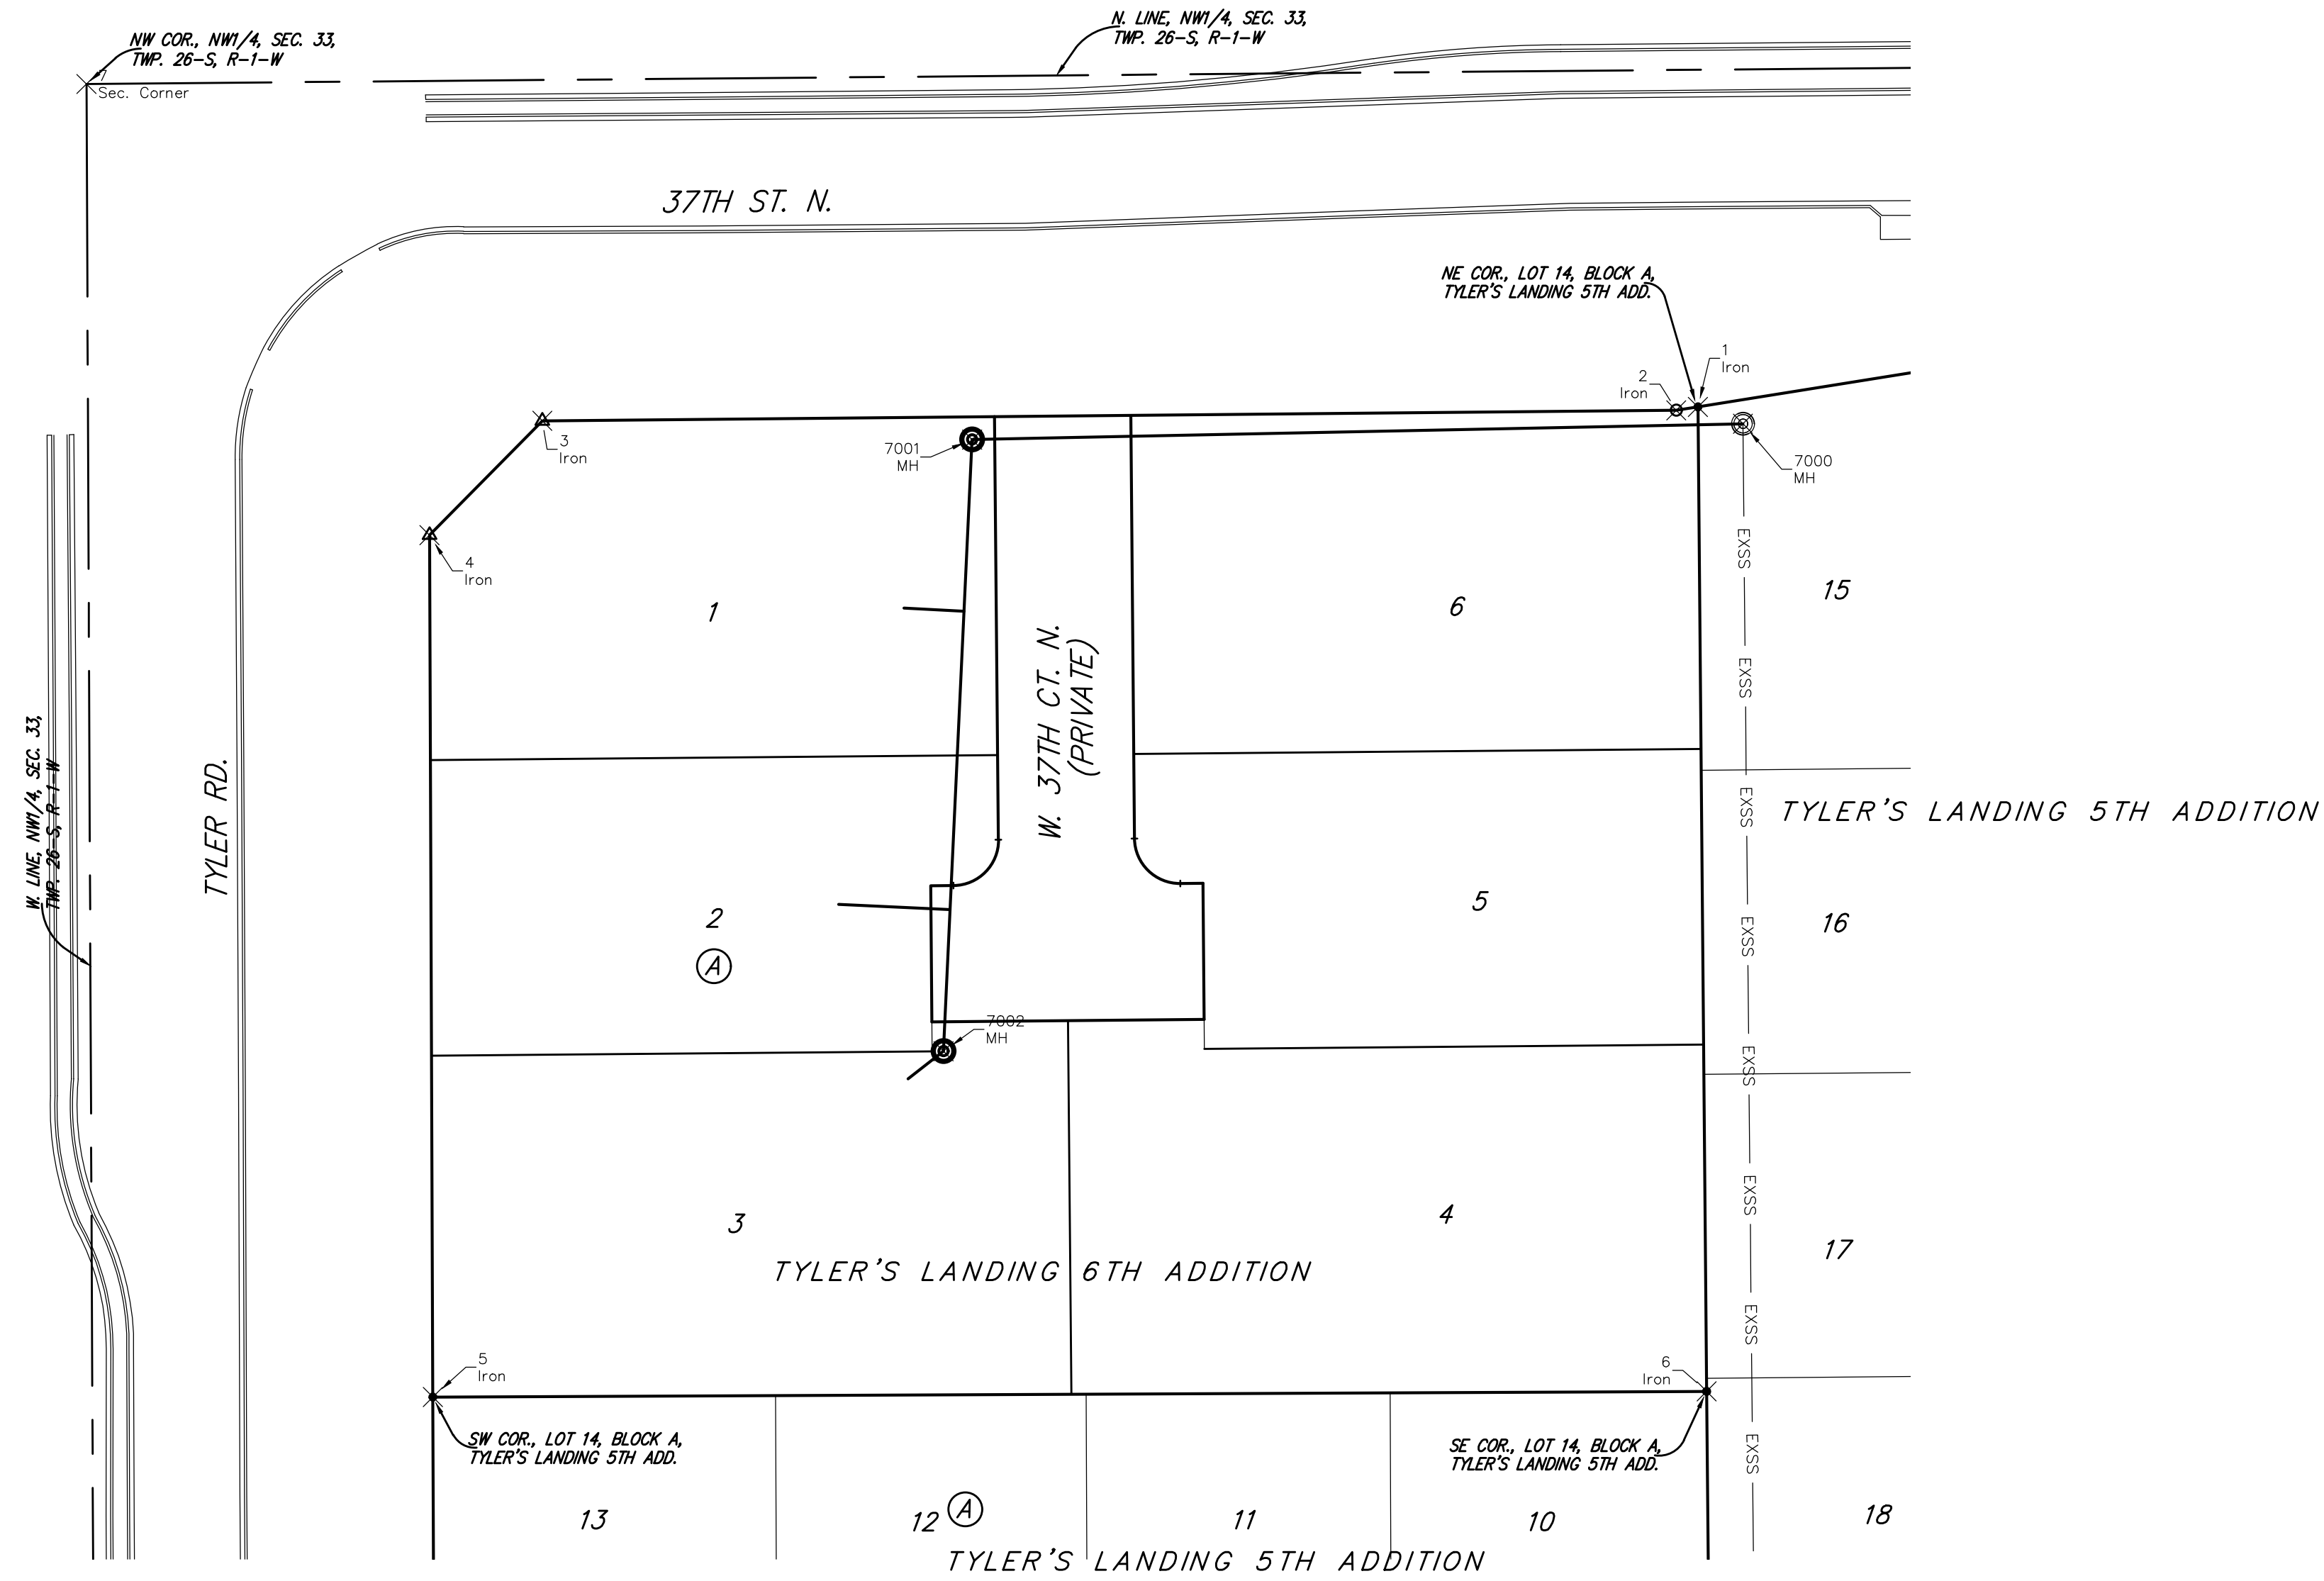 NW COR., NW1/4, SEC. 33,
TWP. 26-S, R-1-W
7
Sec. Corner
N. LINE, NW1/4, SEC. 33,
TWP. 26-S, R-1-W
37TH ST. N.
NE COR., LOT 14, BLOCK A,
TYLER'S LANDING 5TH ADD.
1
Iron
2
Iron
3
Iron
7001
MH
7000
MH
4
Iron
EXSS
1
6
15
W. 37TH CT. N.
(PRIVATE)
EXSS
W. LINE, NW1/4, SEC. 33,
TWP. 26-S, R-1-W
TYLER RD.
EXSS
TYLER'S LANDING 5TH ADDITION
2
A
5
EXSS
16
7002
MH
EXSS
3
4
EXSS
17
TYLER'S LANDING 6TH ADDITION
EXSS
5
Iron
6
Iron
SW COR., LOT 14, BLOCK A,
TYLER'S LANDING 5TH ADD.
SE COR., LOT 14, BLOCK A,
TYLER'S LANDING 5TH ADD.
EXSS
13
12
A
11
10
18
TYLER'S LANDING 5TH ADDITION